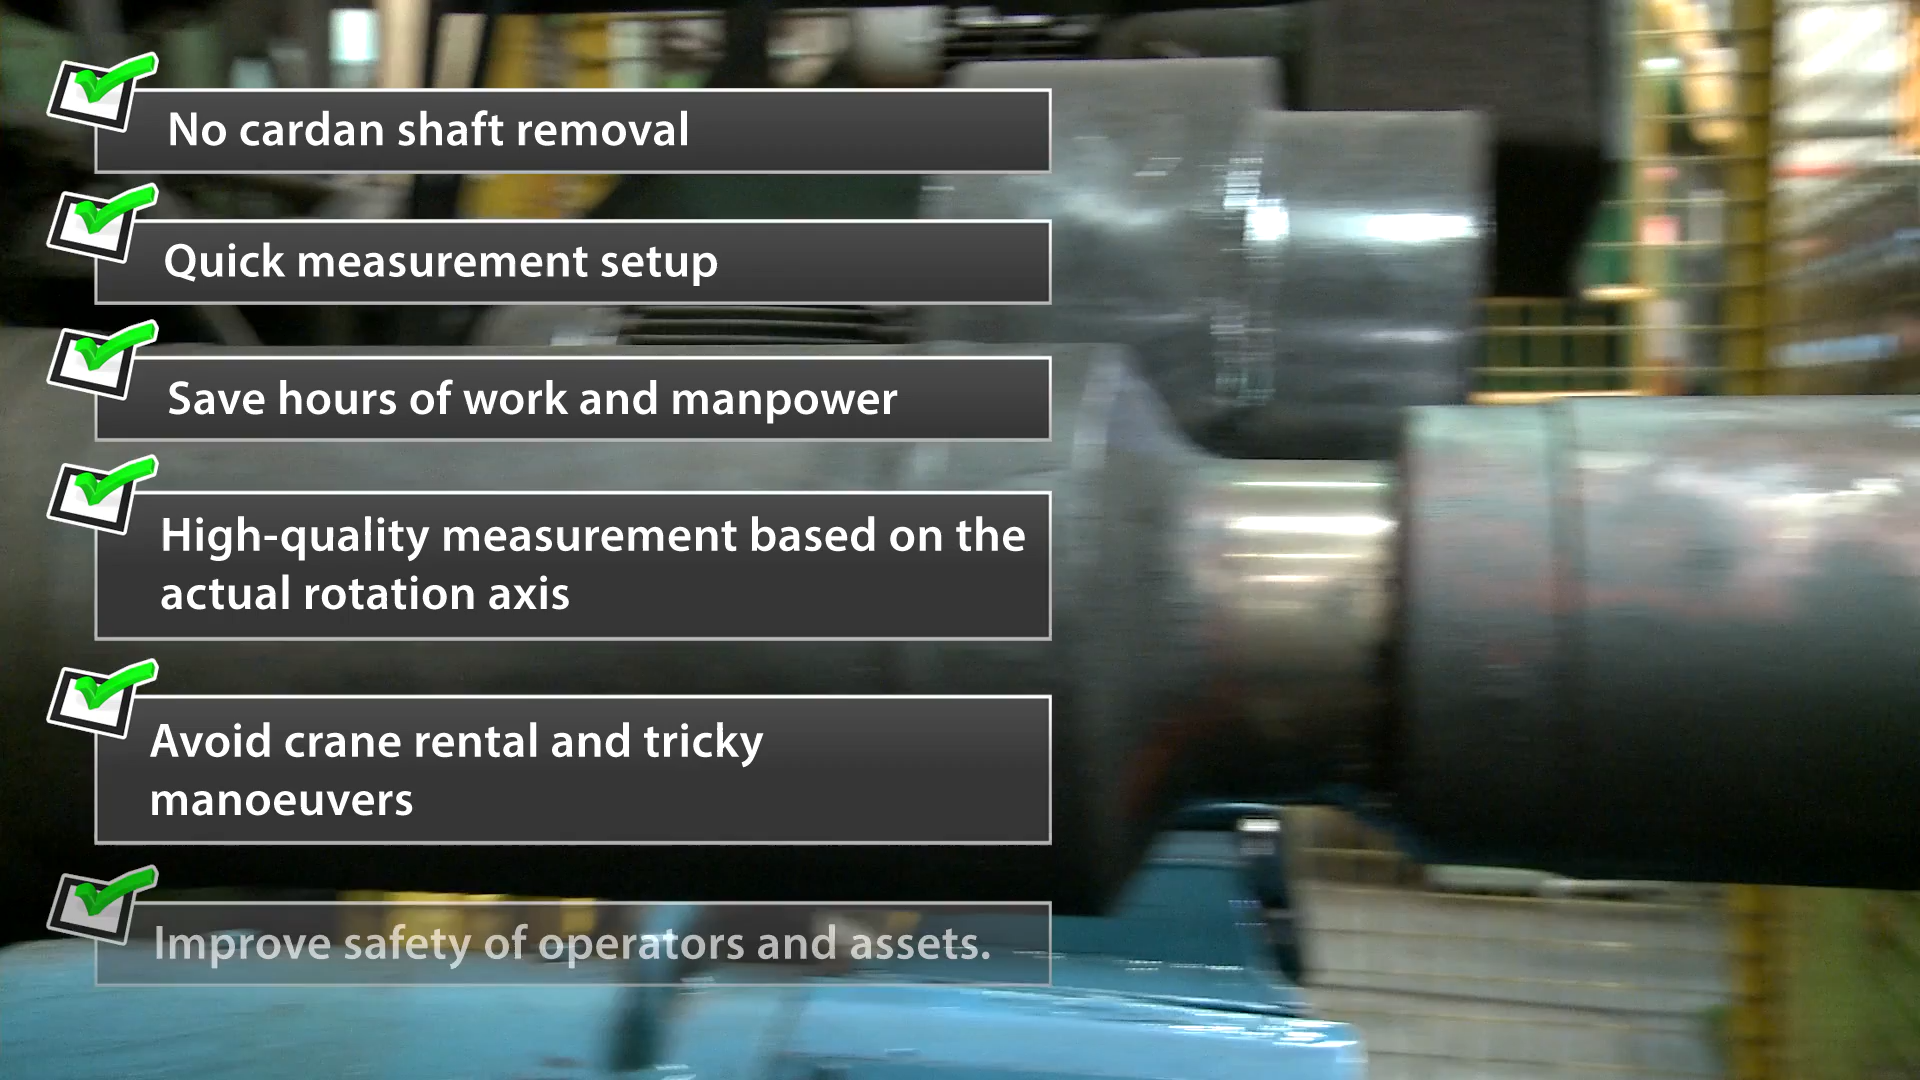 No cardan shaft removal
Quick measurement setup
Save hours of work and manpower
High-quality measurement based on the
actual rotation axis
Avoid crane rental and tricky
manoeuvers
Improve safety of operators and assets.